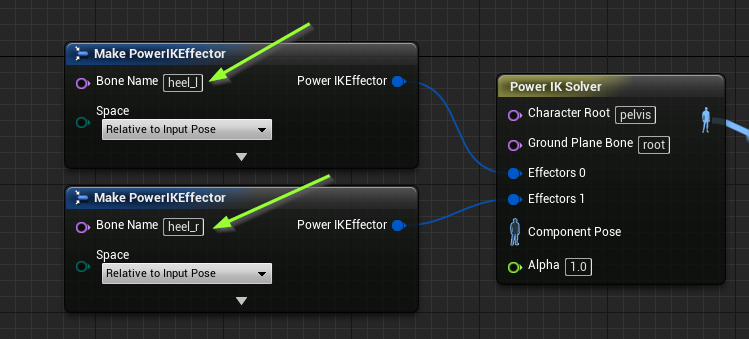 Make PowerIKEffector
Bone Name heel_l Power IKEffector
Space
Relative to Input Pose
Make PowerIKEffector
Bone Name heel_r Power IKEffector
Space
Relative to Input Pose
Power IK Solver
Character Root pelvis
Ground Plane Bone root
Effectors 0
Effectors 1
Component Pose
Alpha 1.0